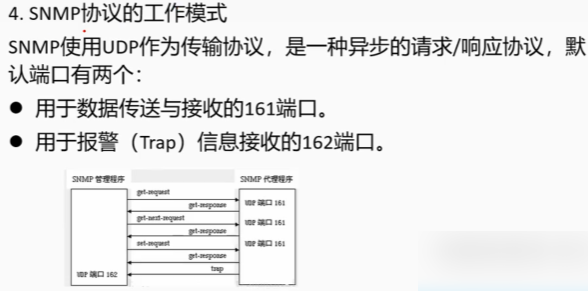 4. SNMP协议的工作模式
SNMP使用UDP作为传输协议，是一种异步的请求/响应协议，默
认端口有两个：
● 用于数据传送与接收的161端口。
● 用于报警（Trap）信息接收的162端口。
SNMP 管理程序
SNMP 代理程序
get-request
UDP 端口 161
get-response
get-next-request
UDP 端口 161
get-response
set-request
UDP 端口 161
get-response
trap
UDP 端口 162